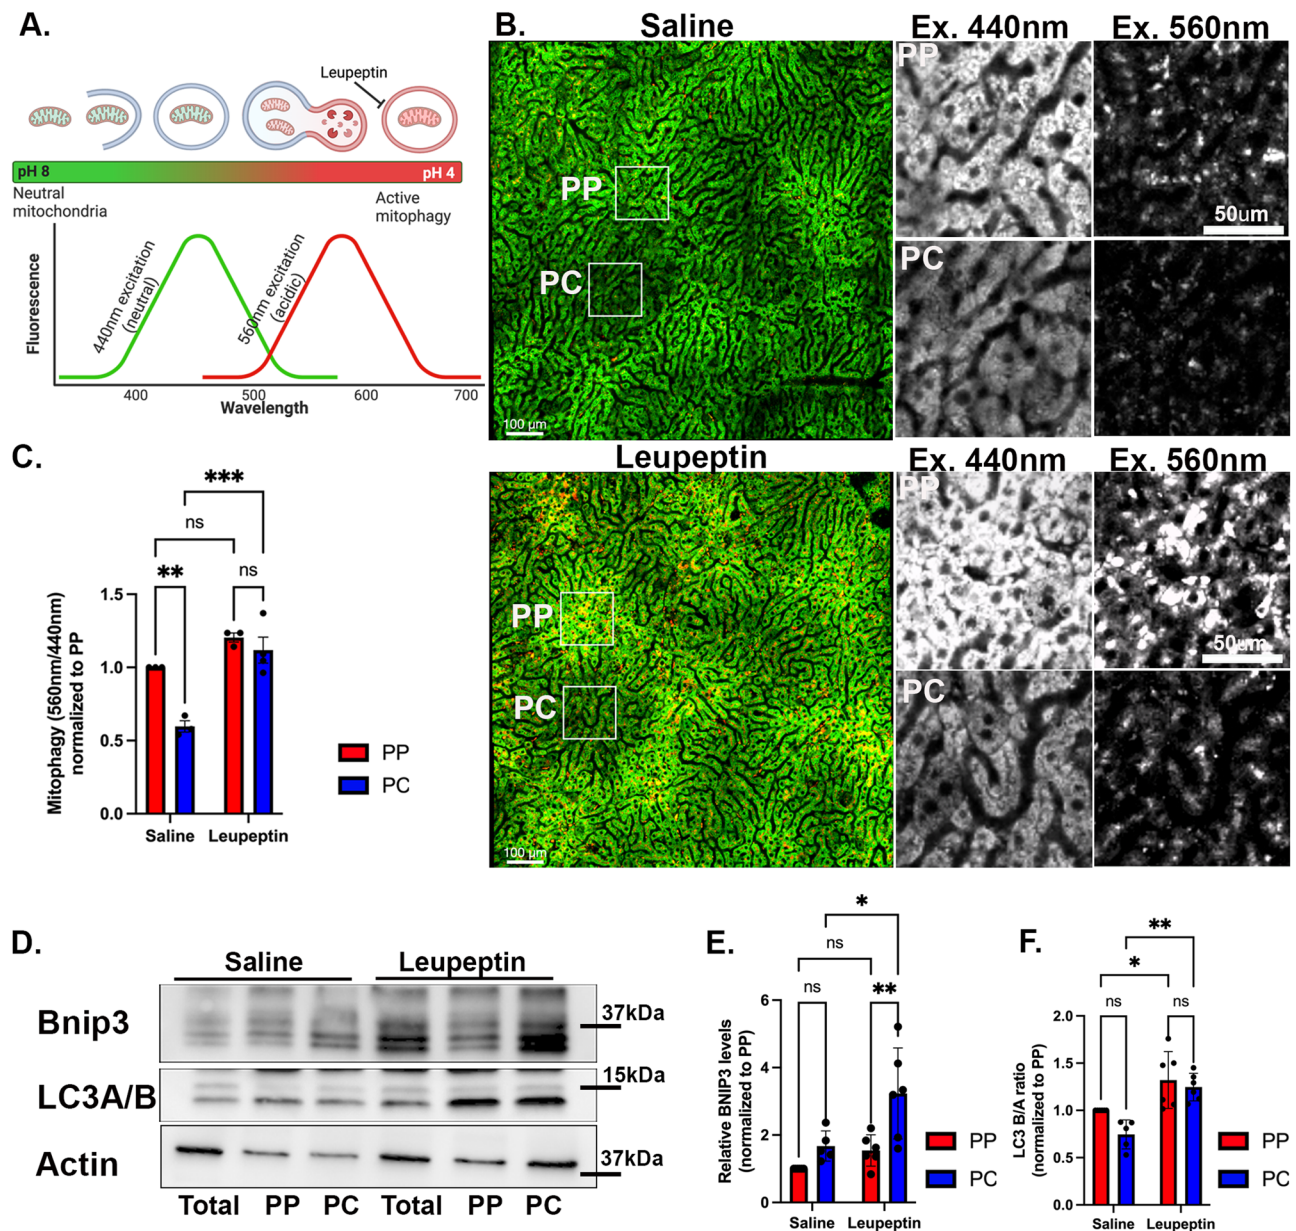 A.
Leupeptin
pH 8
pH 4
Neutral
mitochondria
Active
mitophagy
Fluorescence
440nm excitation
(neutral)
560nm excitation
(acidic)
400
500
600
700
Wavelength
B.
Saline
Ex. 440nm
Ex. 560nm
PP
PC
100 µm
PP
50um
PC
Leupeptin
Ex. 440nm
Ex. 560nm
PP
PC
100 µm
PP
50um
PC
C.
***
ns
**
ns
1.5
1.0
0.5
0.0
Mitophagy (560nm/440nm)
normalized to PP
Saline
Leupeptin
PP
PC
D.
Saline
Leupeptin
Bnip3
37kDa
LC3A/B
15kDa
Actin
37kDa
Total
PP
PC
Total
PP
PC
E.
*
ns
ns
**
6
4
2
0
Relative BNIP3 levels
(normalized to PP)
Saline
Leupeptin
PP
PC
F.
**
*
ns
ns
2.0
1.5
1.0
0.5
0.0
LC3 B/A ratio
(normalized to PP)
Saline
Leupeptin
PP
PC